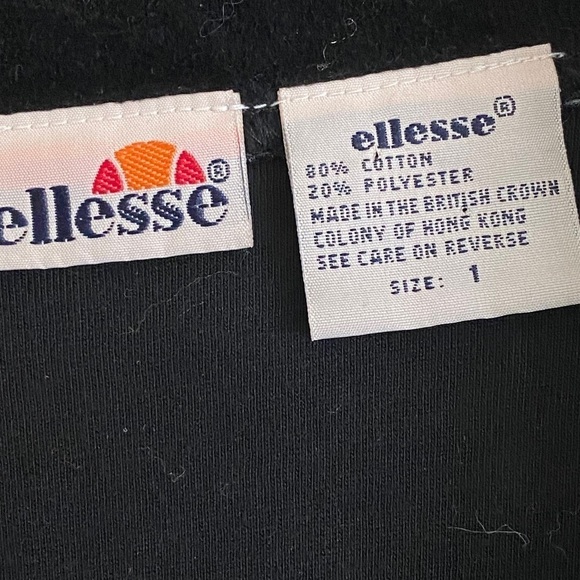 ellesse®
ellesse®
80% COTTON
20% POLYESTER
MADE IN THE BRITISH CROWN
COLONY OF HONG KONG
SEE CARE ON REVERSE
SIZE: 1